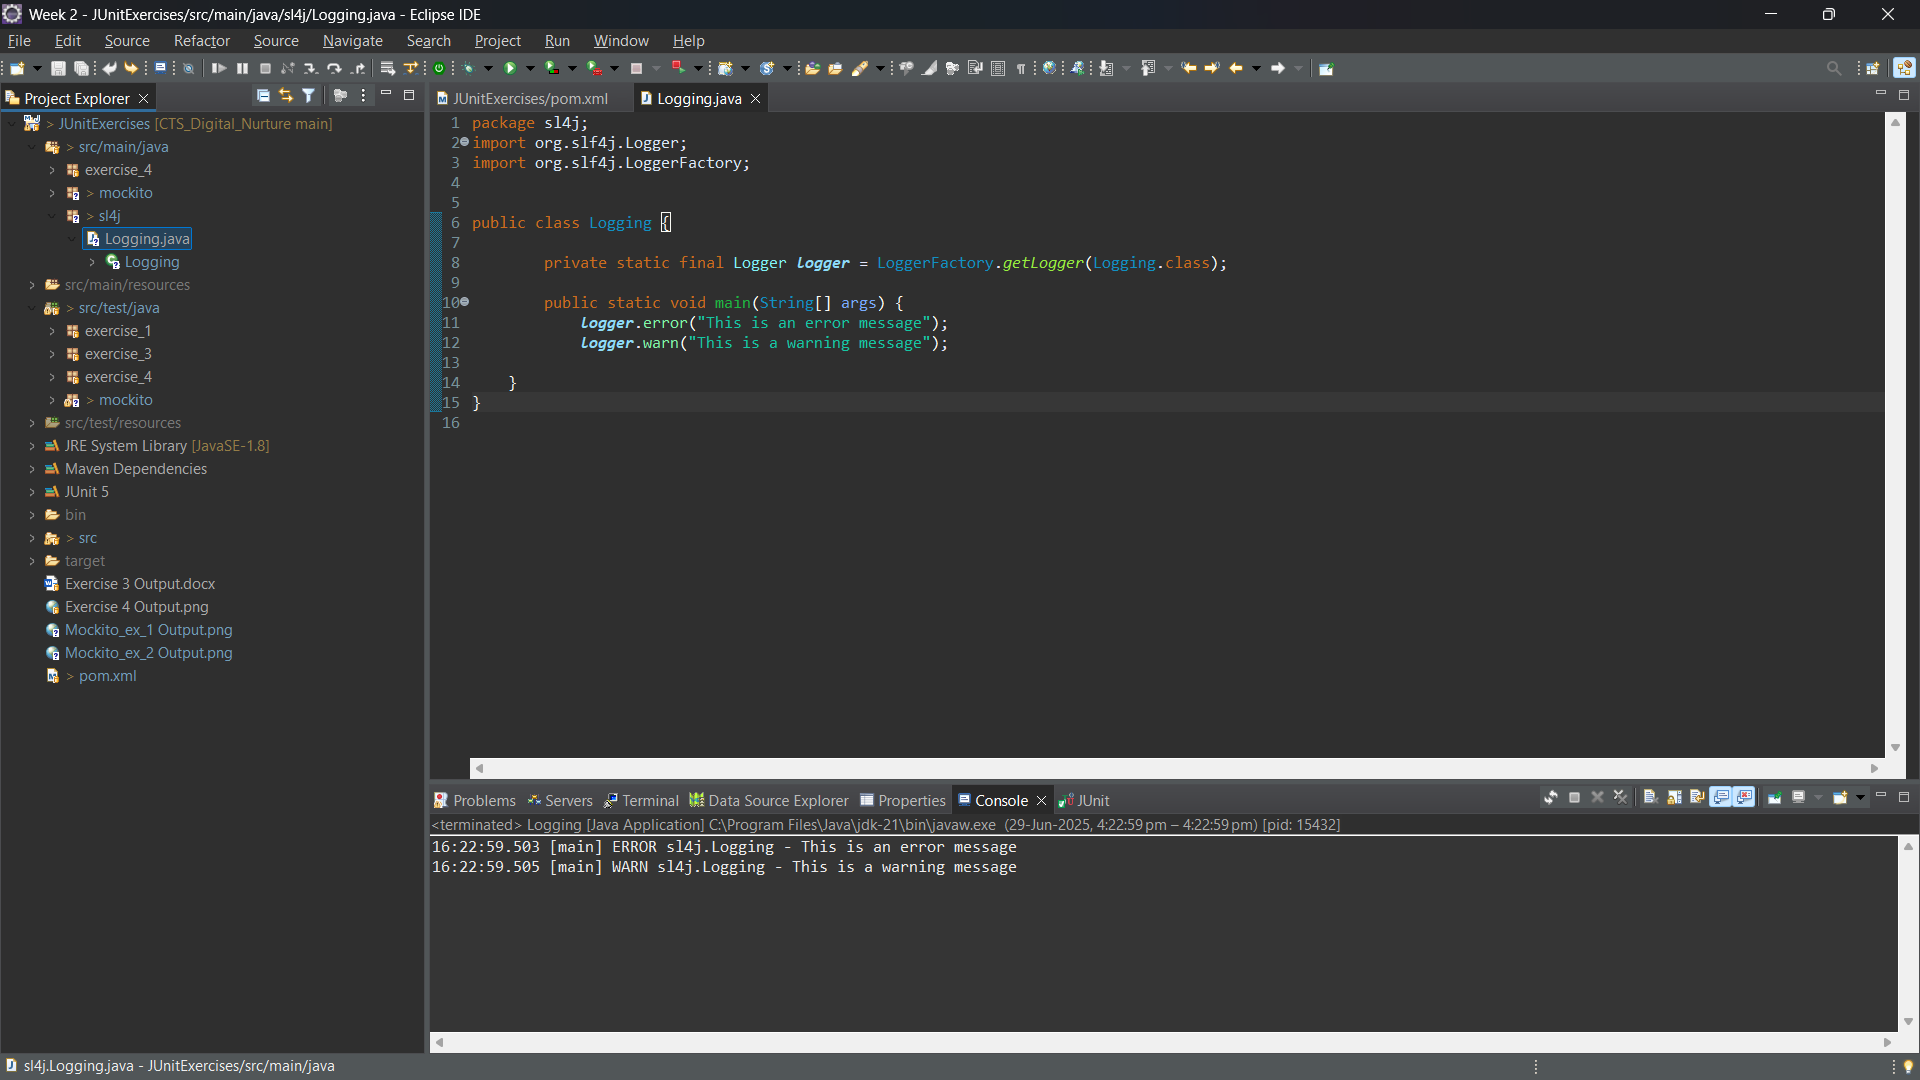 Week 2 - JUnitExercises/src/main/java/sl4j/Logging.java - Eclipse IDE
File Edit Source Refactor Source Navigate Search Project Run Window Help
Project Explorer
> JUnitExercises [CTS_Digital_Nurture main]
> src/main/java
exercise_4
> mockito
> sl4j
Logging.java
Logging
src/main/resources
> src/test/java
exercise_1
exercise_3
exercise_4
> mockito
src/test/resources
JRE System Library [JavaSE-1.8]
Maven Dependencies
JUnit 5
bin
> src
target
Exercise 3 Output.docx
Exercise 4 Output.png
Mockito_ex_1 Output.png
Mockito_ex_2 Output.png
> pom.xml
JUnitExercises/pom.xml Logging.java
1 package sl4j;
2 import org.slf4j.Logger;
3 import org.slf4j.LoggerFactory;
4
5
6 public class Logging {
7
8 private static final Logger logger = LoggerFactory.getLogger(Logging.class);
9
10 public static void main(String[] args) {
11 logger.error("This is an error message");
12 logger.warn("This is a warning message");
13
14 }
15 }
16
Problems Servers Terminal Data Source Explorer Properties Console JUnit
<terminated> Logging [Java Application] C:\Program Files\Java\jdk-21\bin\javaw.exe (29-Jun-2025, 4:22:59 pm – 4:22:59 pm) [pid: 15432]
16:22:59.503 [main] ERROR sl4j.Logging - This is an error message
16:22:59.505 [main] WARN sl4j.Logging - This is a warning message
sl4j.Logging.java - JUnitExercises/src/main/java